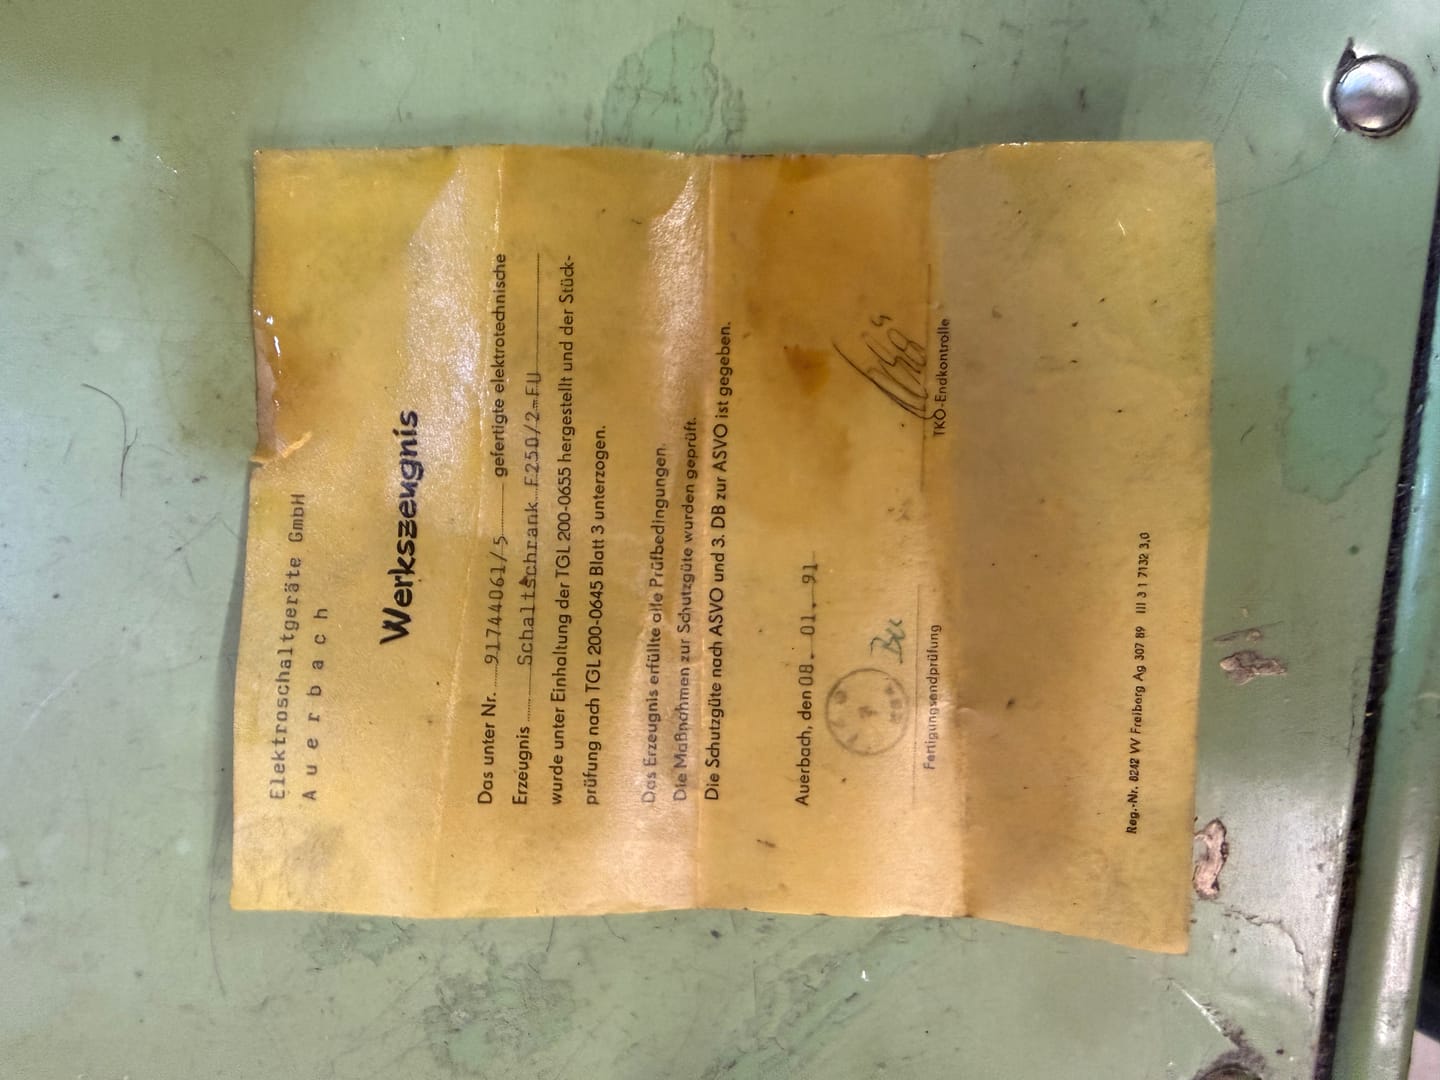 Elektroschaltgeräte GmbH
Auerbach
Werkszeugnis
Das unter Nr. 91744061/5 gefertigte elektrotechnische
Erzeugnis Schaltschrank F250/2-EU
wurde unter Einhaltung der TGL 200-0655 hergestellt und der Stück-
prüfung nach TGL 200-0645 Blatt 3 unterzogen.
Das Erzeugnis erfüllte alle Prüfbedingungen.
Die Maßnahmen zur Schutzgüte wurden geprüft.
Die Schutzgüte nach ASVO und 3. DB zur ASVO ist gegeben.
Auerbach, den 08. 01. 91
Fertigungsendprüfung
TKO-Endkontrolle
Reg.-Nr. 8242 VV Freiberg Ag 307 89 III 3 1 7132 3,0